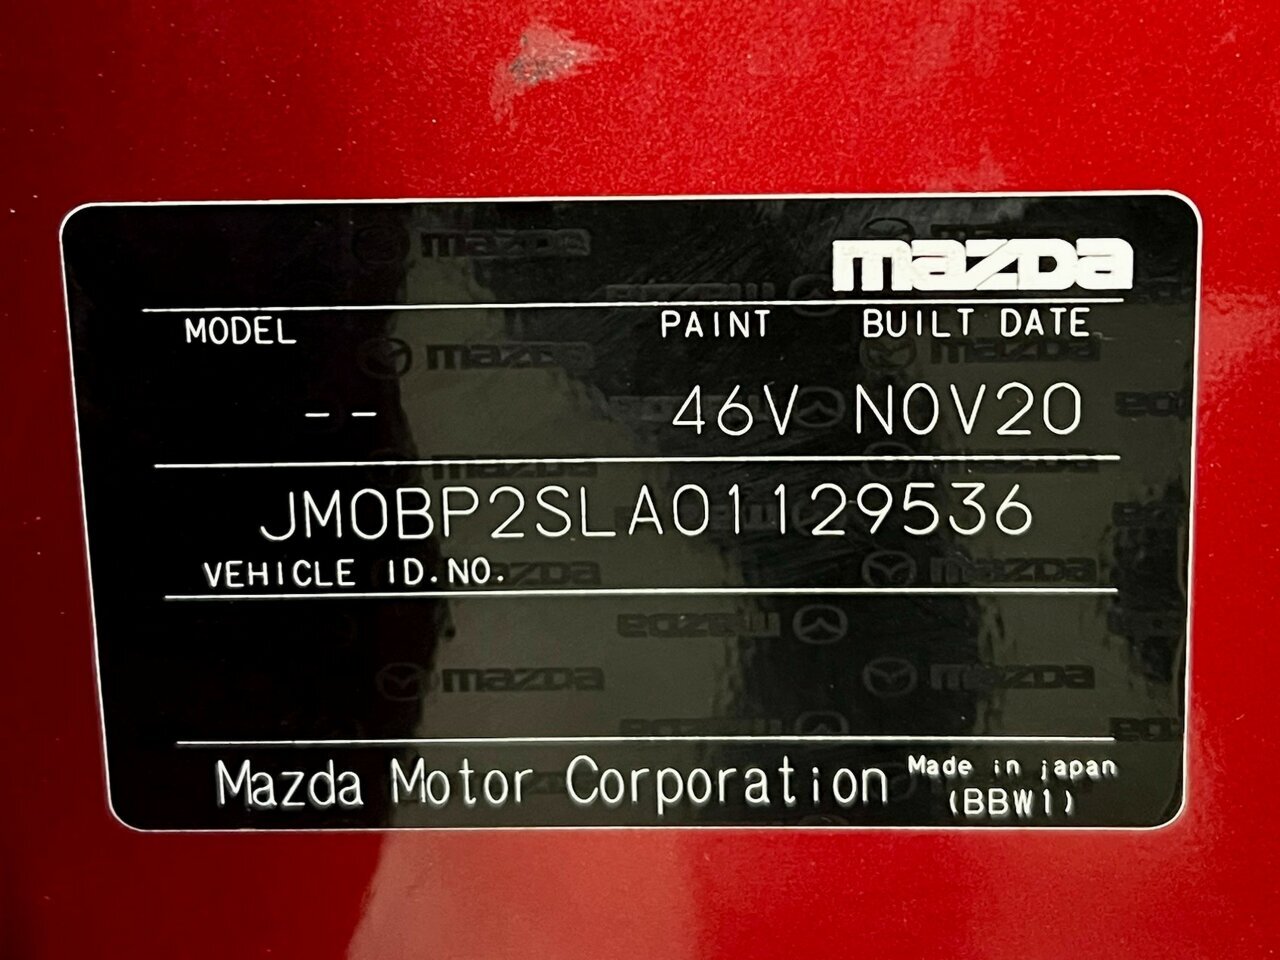 mazda
MODEL PAINT BUILT DATE
-- 46V NOV20
JM0BP2SLA01129536
VEHICLE ID.NO.
Mazda Motor Corporation Made in japan
(BBW1)